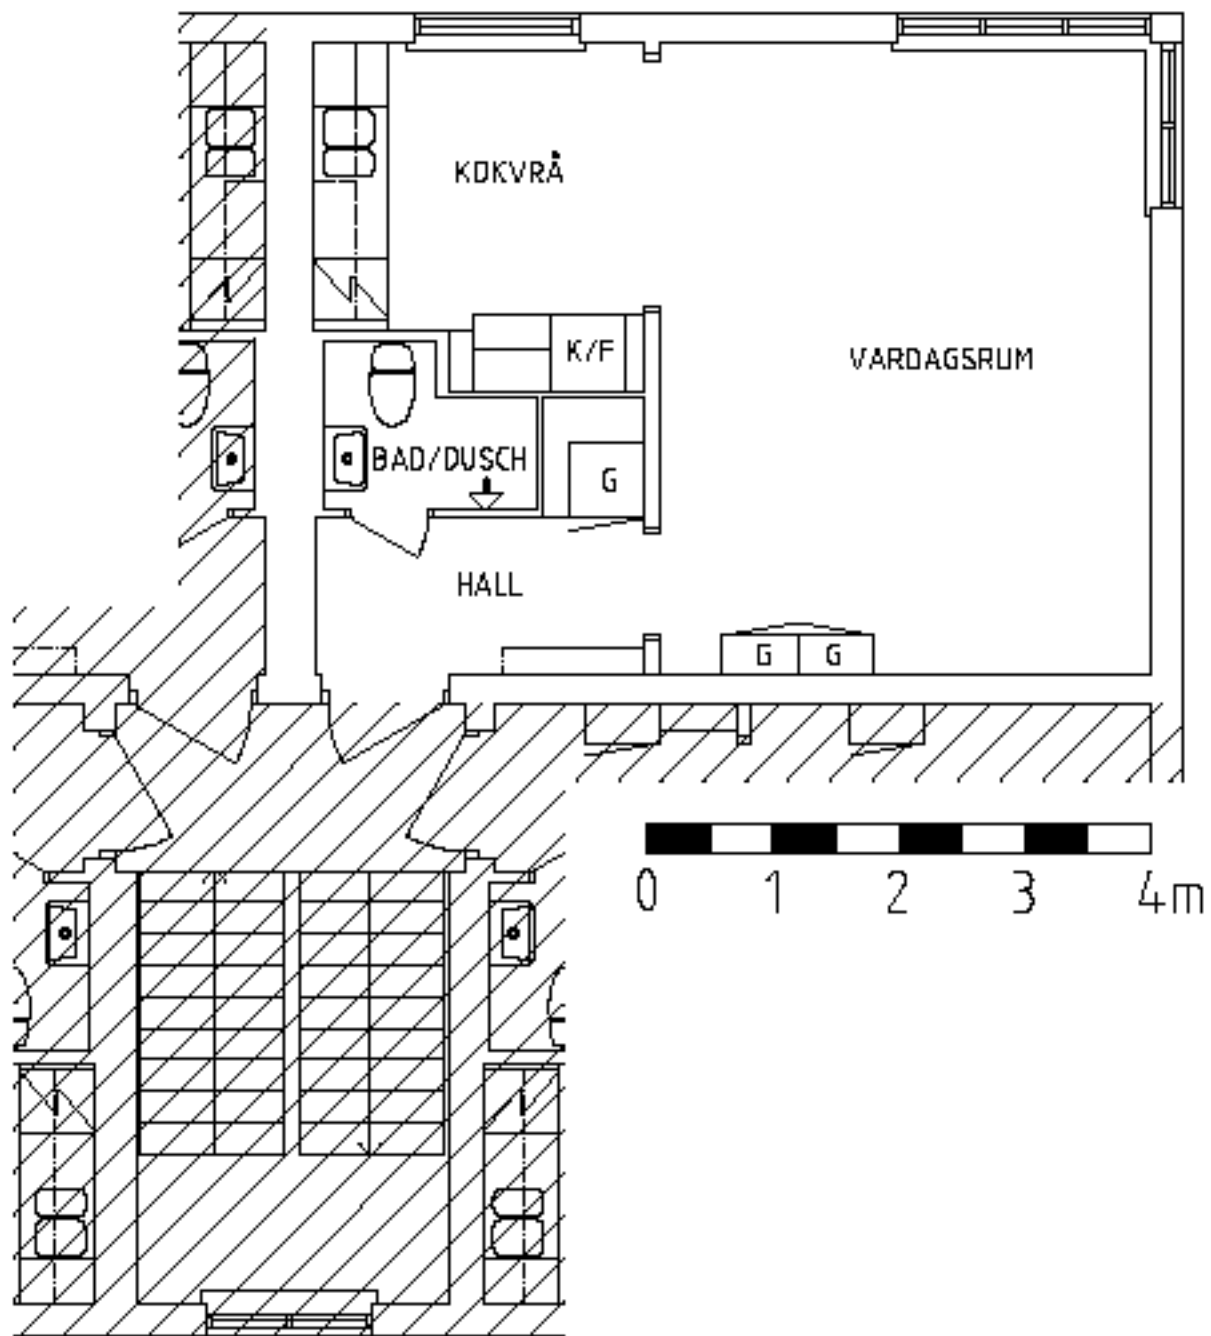 KOKVRÅ
K/F
VARDAGSRUM
BAD/DUSCH
G
HALL
G G
0 1 2 3 4m